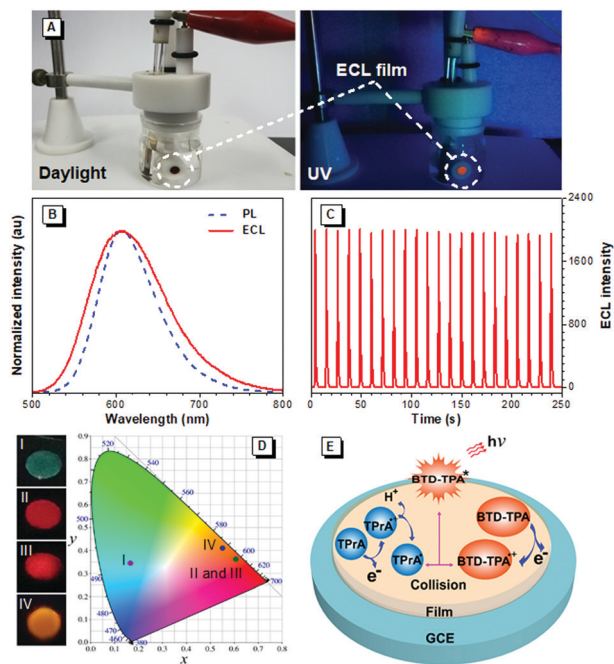 A
Daylight
ECL film
UV
B
PL
ECL
Normalized intensity (au)
500 600 700 800
Wavelength (nm)
C
2400
1800
1200
800
0
ECL intensity
0 50 100 150 200 250
Time (s)
I
II
III
IV
D
0.9
0.8
0.7
0.6
0.5
0.4
0.3
0.2
0.1
0.0
y
0.0 0.1 0.2 0.3 0.4 0.5 0.6 0.7 0.8
x
520
540
560
500
580
600
620
700
490
480
470
460
380
I
IV
II and III
E
hν
BTD-TPA*
H+
TPrA•+
TPrA
e-
TPrA•
BTD-TPA
BTD-TPA•+
e-
Collision
Film
GCE